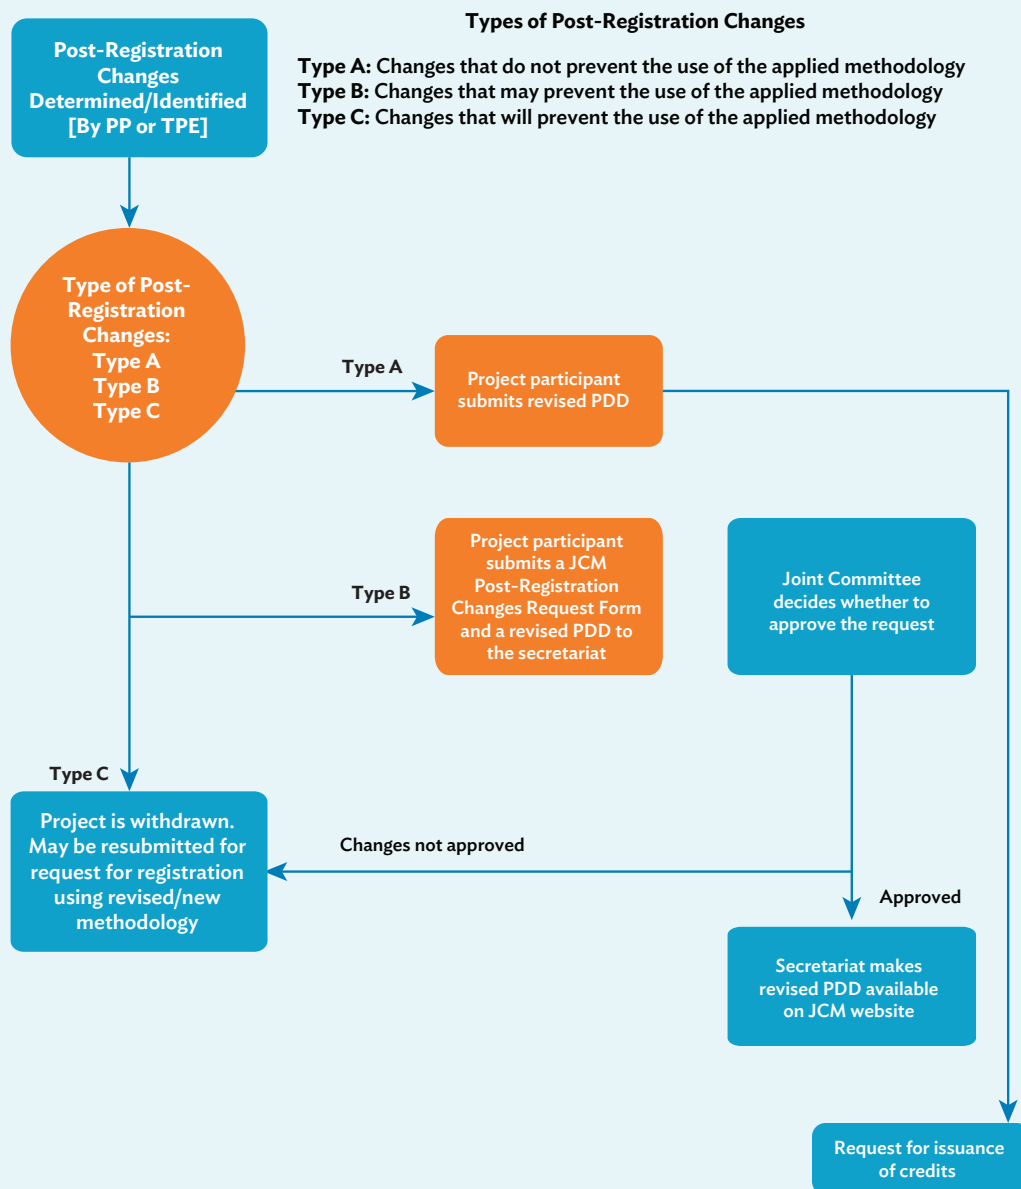 Types of Post-Registration Changes
Type A: Changes that do not prevent the use of the applied methodology
Type B: Changes that may prevent the use of the applied methodology
Type C: Changes that will prevent the use of the applied methodology
Post-Registration
Changes
Determined/Identified
[By PP or TPE]
Type of Post-
Registration
Changes:
Type A
Type B
Type C
Type A
Project participant
submits revised PDD
Type B
Project participant
submits a JCM
Post-Registration
Changes Request Form
and a revised PDD to
the secretariat
Joint Committee
decides whether to
approve the request
Type C
Project is withdrawn.
May be resubmitted for
request for registration
using revised/new
methodology
Changes not approved
Approved
Secretariat makes
revised PDD available
on JCM website
Request for issuance
of credits